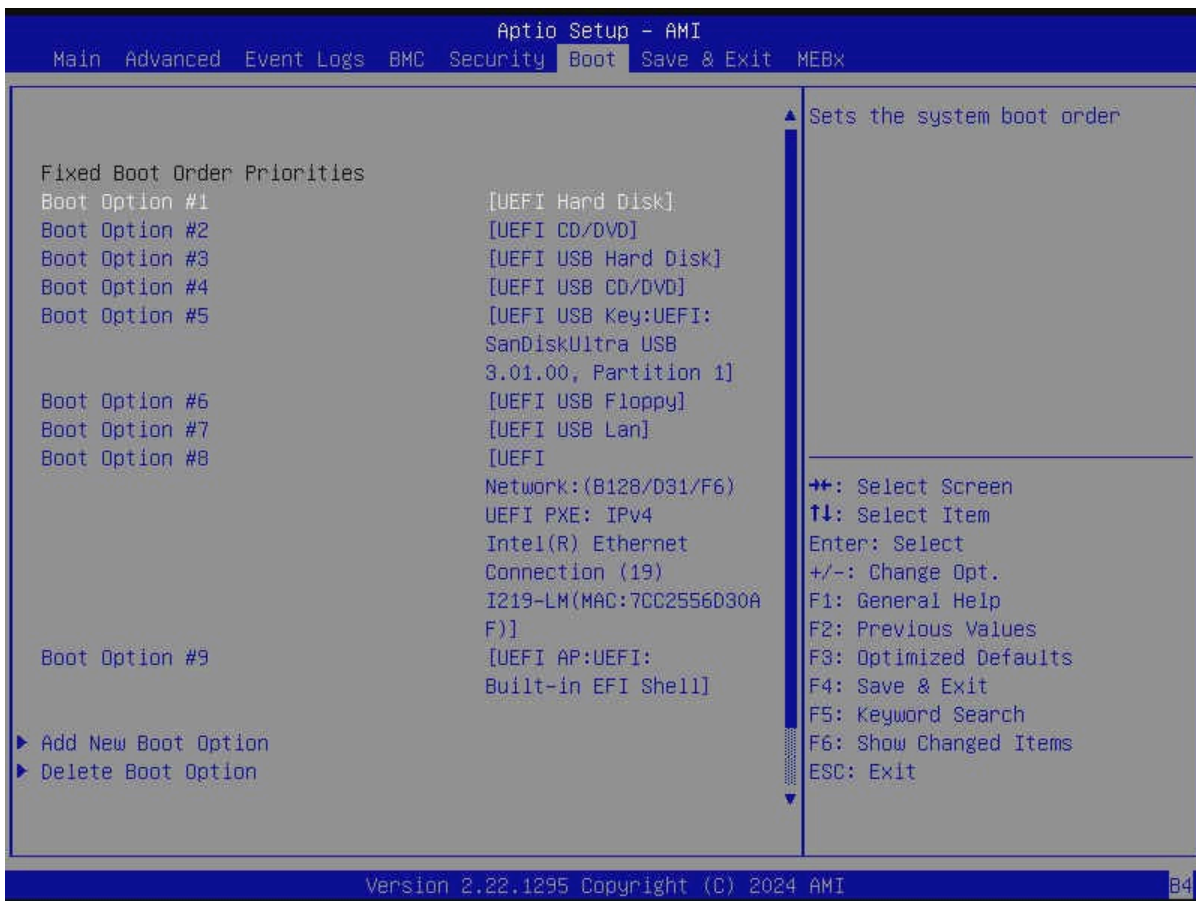 Aptio Setup - AMI
Main Advanced Event Logs BMC Security Boot Save & Exit MEBx
Sets the system boot order
Fixed Boot Order Priorities
Boot Option #1 [UEFI Hard Disk]
Boot Option #2 [UEFI CD/DVD]
Boot Option #3 [UEFI USB Hard Disk]
Boot Option #4 [UEFI USB CD/DVD]
Boot Option #5 [UEFI USB Key:UEFI:
SanDiskUltra USB
3.01.00, Partition 1]
Boot Option #6 [UEFI USB Floppy]
Boot Option #7 [UEFI USB Lan]
Boot Option #8 [UEFI
Network:(B128/D31/F6)
UEFI PXE: IPv4
Intel(R) Ethernet
Connection (19)
I219-LM(MAC:7CC2556D30A
F)]
Boot Option #9 [UEFI AP:UEFI:
Built-in EFI Shell]
Add New Boot Option
Delete Boot Option
→←: Select Screen
↑↓: Select Item
Enter: Select
+/-: Change Opt.
F1: General Help
F2: Previous Values
F3: Optimized Defaults
F4: Save & Exit
F5: Keyword Search
F6: Show Changed Items
ESC: Exit
Version 2.22.1295 Copyright (C) 2024 AMI
B4